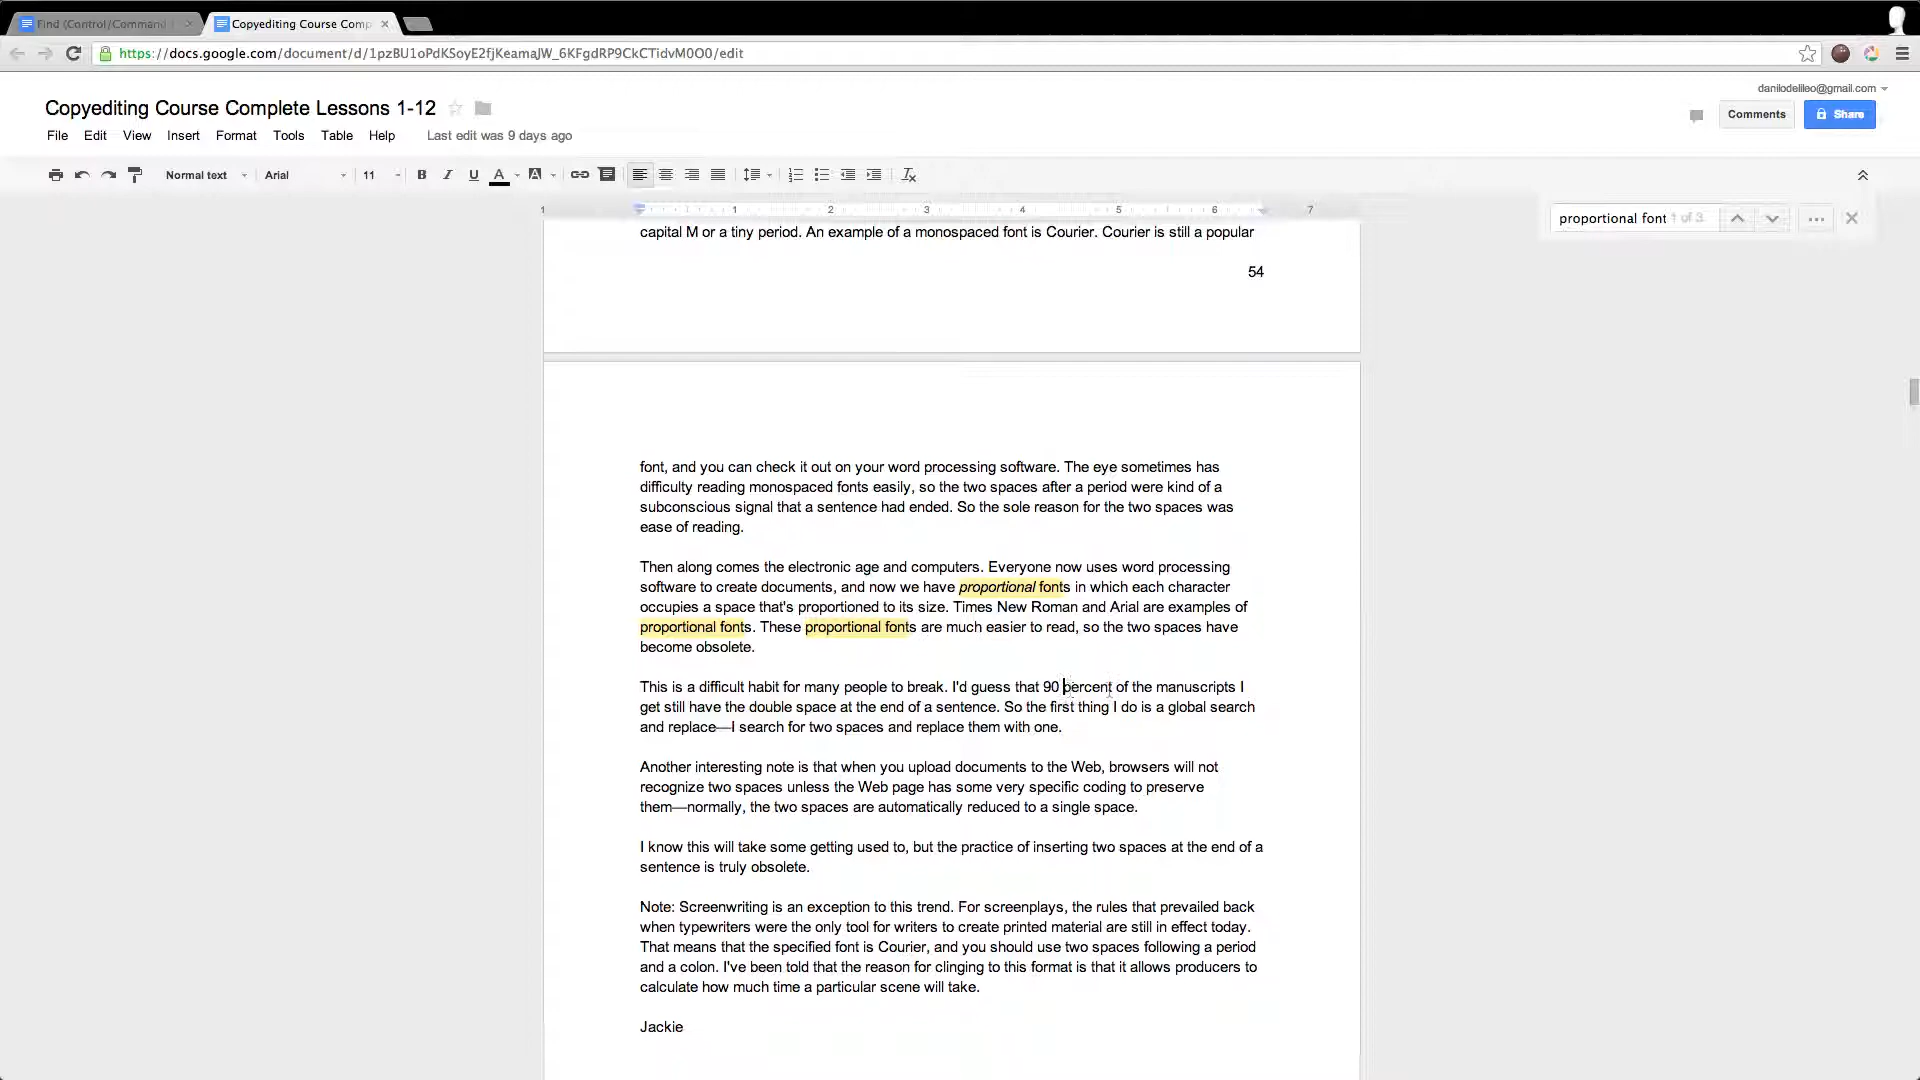 Find (Control/Command
Copyediting Course Comp
https://docs.google.com/document/d/1pzBU1oPdKSoyE2fjKeamaJW_6KFgdRP9CkCTidvM0O0/edit
danilodelileo@gmail.com
Copyediting Course Complete Lessons 1-12
Comments
Share
File Edit View Insert Format Tools Table Help Last edit was 9 days ago
Normal text Arial 11 B I U A A
1 1 2 3 4 5 6 7
proportional font 1 of 3
capital M or a tiny period. An example of a monospaced font is Courier. Courier is still a popular
54
font, and you can check it out on your word processing software. The eye sometimes has
difficulty reading monospaced fonts easily, so the two spaces after a period were kind of a
subconscious signal that a sentence had ended. So the sole reason for the two spaces was
ease of reading.
Then along comes the electronic age and computers. Everyone now uses word processing
software to create documents, and now we have proportional fonts in which each character
occupies a space that's proportioned to its size. Times New Roman and Arial are examples of
proportional fonts. These proportional fonts are much easier to read, so the two spaces have
become obsolete.
This is a difficult habit for many people to break. I'd guess that 90 percent of the manuscripts I
get still have the double space at the end of a sentence. So the first thing I do is a global search
and replace—I search for two spaces and replace them with one.
Another interesting note is that when you upload documents to the Web, browsers will not
recognize two spaces unless the Web page has some very specific coding to preserve
them—normally, the two spaces are automatically reduced to a single space.
I know this will take some getting used to, but the practice of inserting two spaces at the end of a
sentence is truly obsolete.
Note: Screenwriting is an exception to this trend. For screenplays, the rules that prevailed back
when typewriters were the only tool for writers to create printed material are still in effect today.
That means that the specified font is Courier, and you should use two spaces following a period
and a colon. I've been told that the reason for clinging to this format is that it allows producers to
calculate how much time a particular scene will take.
Jackie